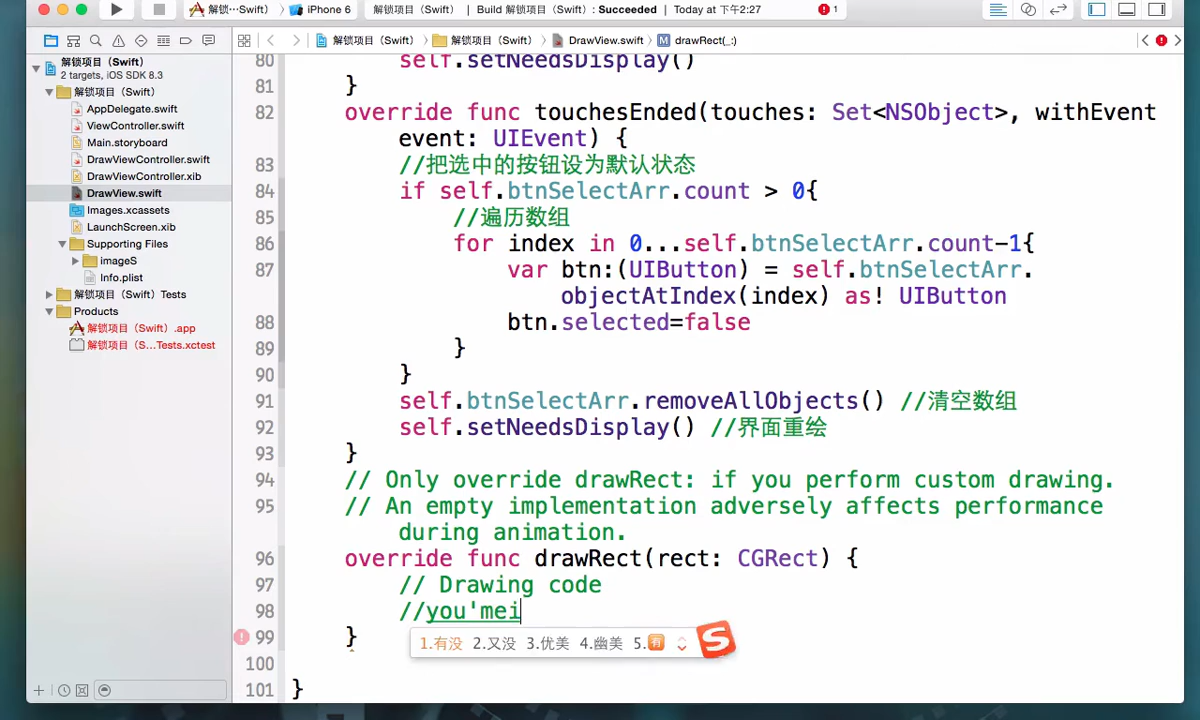 解锁···Swift） iPhone 6 解锁项目（Swift） | Build 解锁项目（Swift）: Succeeded | Today at 下午2:27 1
解锁项目（Swift） 解锁项目（Swift） DrawView.swift M drawRect(_:)
解锁项目（Swift）
2 targets, iOS SDK 8.3
解锁项目（Swift）
AppDelegate.swift
ViewController.swift
Main.storyboard
DrawViewController.swift
DrawViewController.xib
DrawView.swift
Images.xcassets
LaunchScreen.xib
Supporting Files
imageS
Info.plist
解锁项目（Swift）Tests
Products
解锁项目（Swift）.app
解锁项目（S...Tests.xctest
80 self.setNeedsDisplay()
81 }
82 override func touchesEnded(touches: Set<NSObject>, withEvent
event: UIEvent) {
83 //把选中的按钮设为默认状态
84 if self.btnSelectArr.count > 0{
85 //遍历数组
86 for index in 0...self.btnSelectArr.count-1{
87 var btn:(UIButton) = self.btnSelectArr.
objectAtIndex(index) as! UIButton
88 btn.selected=false
89 }
90 }
91 self.btnSelectArr.removeAllObjects() //清空数组
92 self.setNeedsDisplay() //界面重绘
93 }
94 // Only override drawRect: if you perform custom drawing.
95 // An empty implementation adversely affects performance
during animation.
96 override func drawRect(rect: CGRect) {
97 // Drawing code
98 //you'mei
99 }
1.有没 2.又没 3.优美 4.幽美 5.有
100
101 }